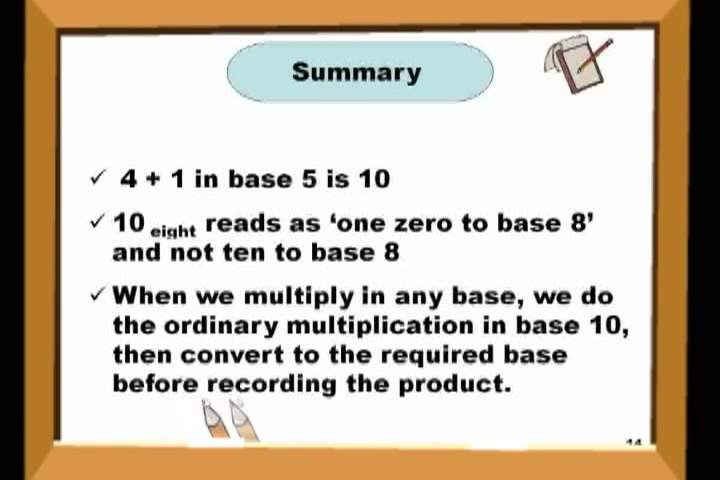 Summary
✓ 4 + 1 in base 5 is 10
✓ 10 eight reads as ‘one zero to base 8’
and not ten to base 8
✓ When we multiply in any base, we do
the ordinary multiplication in base 10,
then convert to the required base
before recording the product.